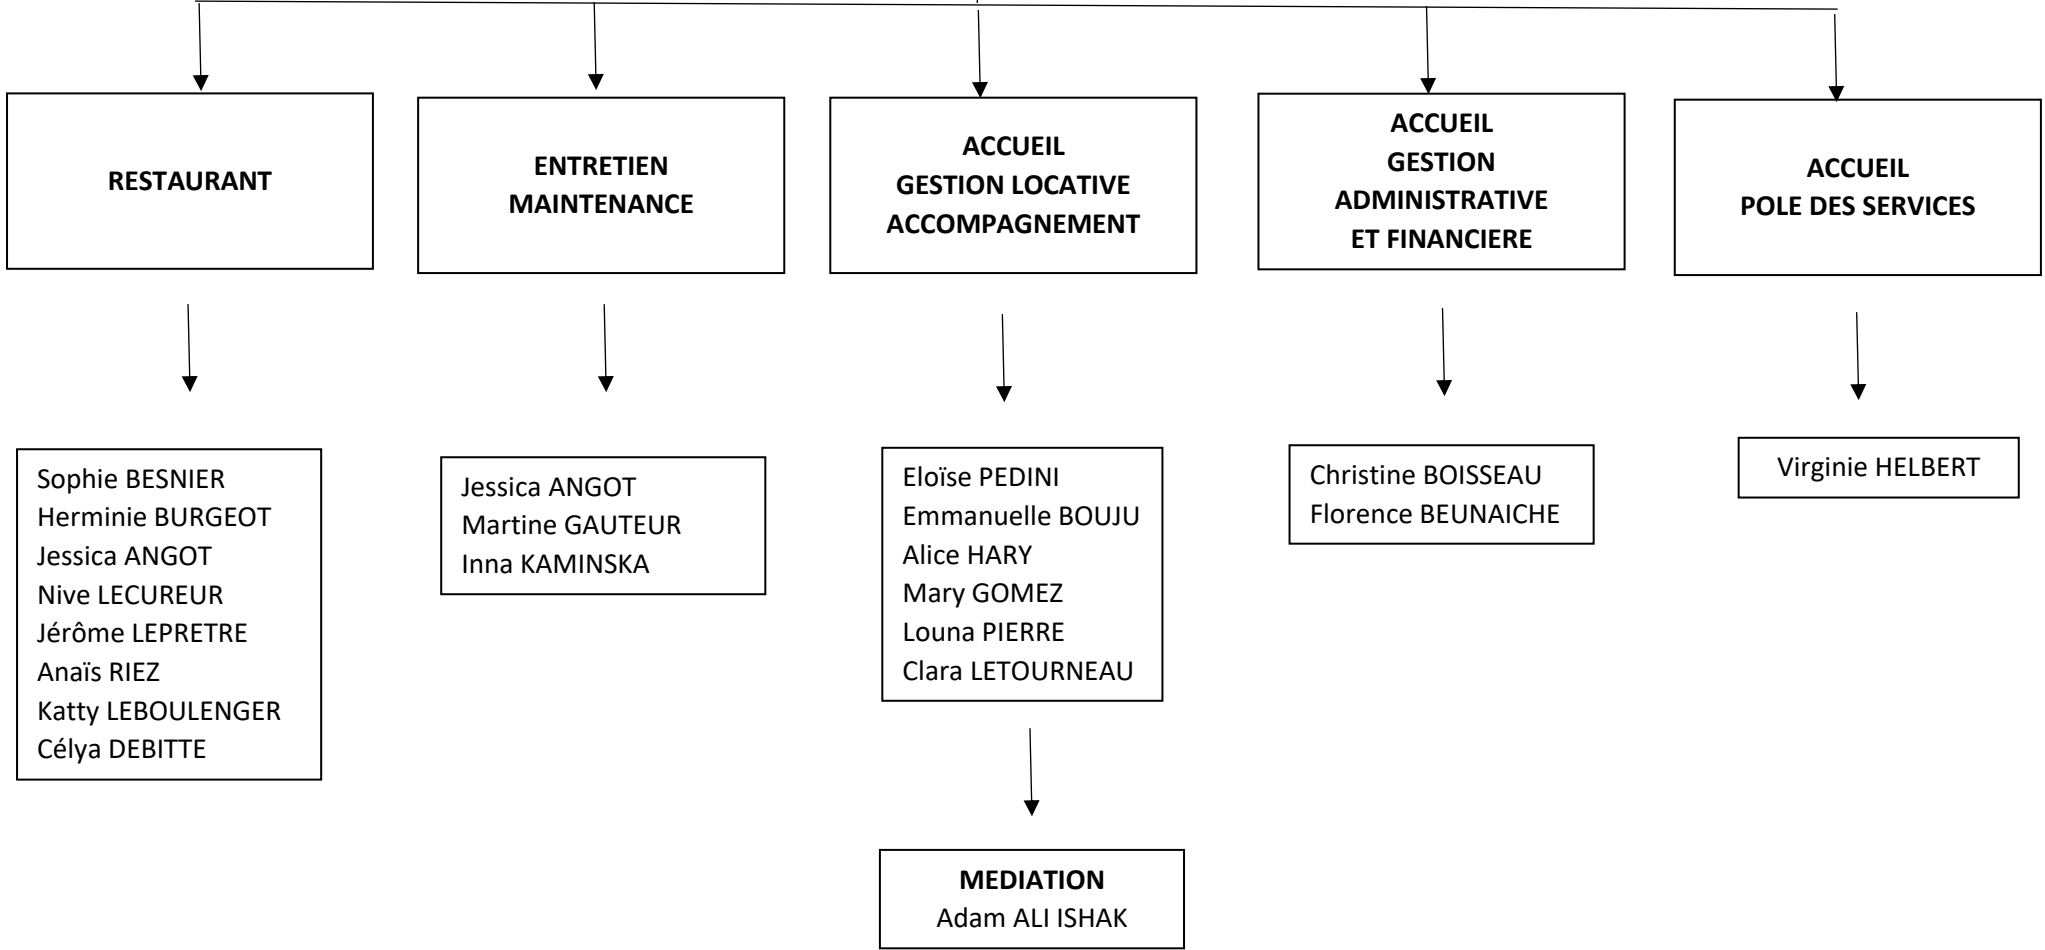 RESTAURANT
ENTRETIEN
MAINTENANCE
ACCUEIL
GESTION LOCATIVE
ACCOMPAGNEMENT
ACCUEIL
GESTION
ADMINISTRATIVE
ET FINANCIERE
ACCUEIL
POLE DES SERVICES
Sophie BESNIER
Herminie BURGEOT
Jessica ANGOT
Nive LECUREUR
Jérôme LEPRETRE
Anaïs RIEZ
Katty LEBOULENGER
Célya DEBITTE
Jessica ANGOT
Martine GAUTEUR
Inna KAMINSKA
Eloïse PEDINI
Emmanuelle BOUJU
Alice HARY
Mary GOMEZ
Louna PIERRE
Clara LETOURNEAU
Christine BOISSEAU
Florence BEUNAICHE
Virginie HELBERT
MEDIATION
Adam ALI ISHAK